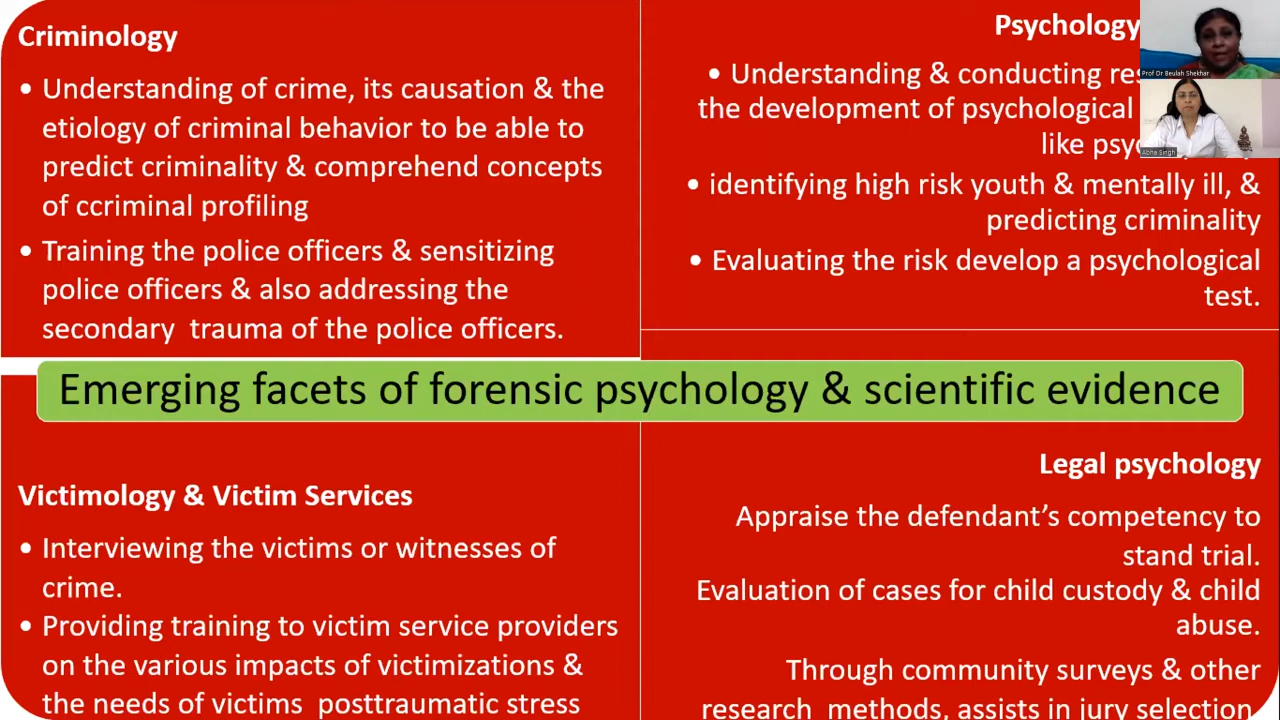 Criminology
• Understanding of crime, its causation & the
etiology of criminal behavior to be able to
predict criminality & comprehend concepts
of ccriminal profiling
• Training the police officers & sensitizing
police officers & also addressing the
secondary trauma of the police officers.
Psychology
• Understanding & conducting
the development of psychological
like
• identifying high risk youth & mentally ill, &
predicting criminality
• Evaluating the risk develop a psychological
test.
Prof Dr Beulah Shekhar
Abha Singh
Emerging facets of forensic psychology & scientific evidence
Victimology & Victim Services
• Interviewing the victims or witnesses of
crime.
• Providing training to victim service providers
on the various impacts of victimizations &
the needs of victims posttraumatic stress
Legal psychology
Appraise the defendant's competency to
stand trial.
Evaluation of cases for child custody & child
abuse.
Through community surveys & other
research methods, assists in jury selection